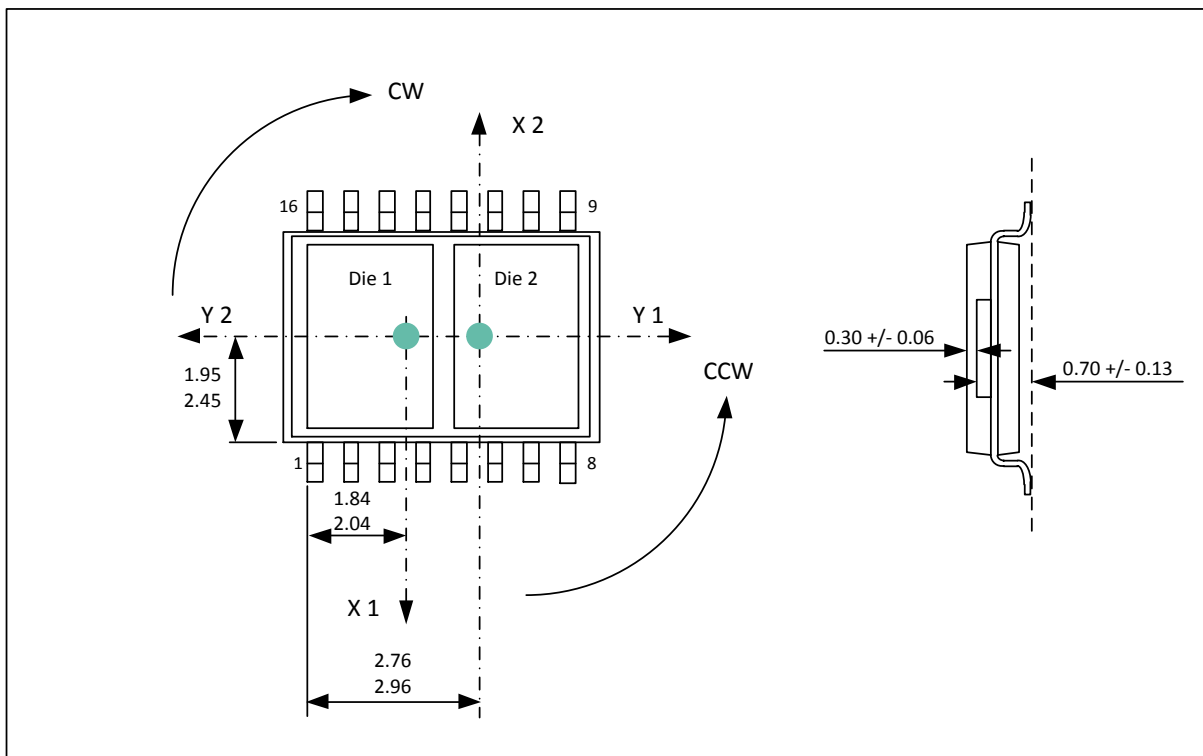 CW
X 2
16
9
Die 1
Die 2
Y 2
Y 1
1.95
2.45
CCW
0.30 +/- 0.06
0.70 +/- 0.13
1
8
1.84
2.04
X 1
2.76
2.96